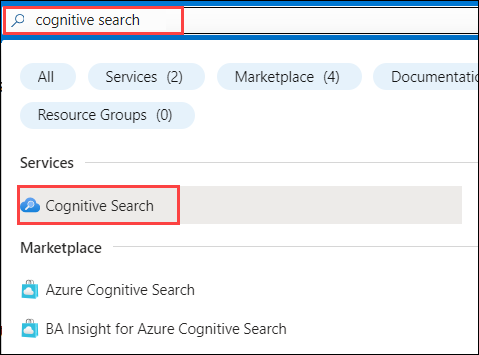 cognitive search
All Services (2) Marketplace (4) Documentatio
Resource Groups (0)
Services
Cognitive Search
Marketplace
Azure Cognitive Search
BA Insight for Azure Cognitive Search